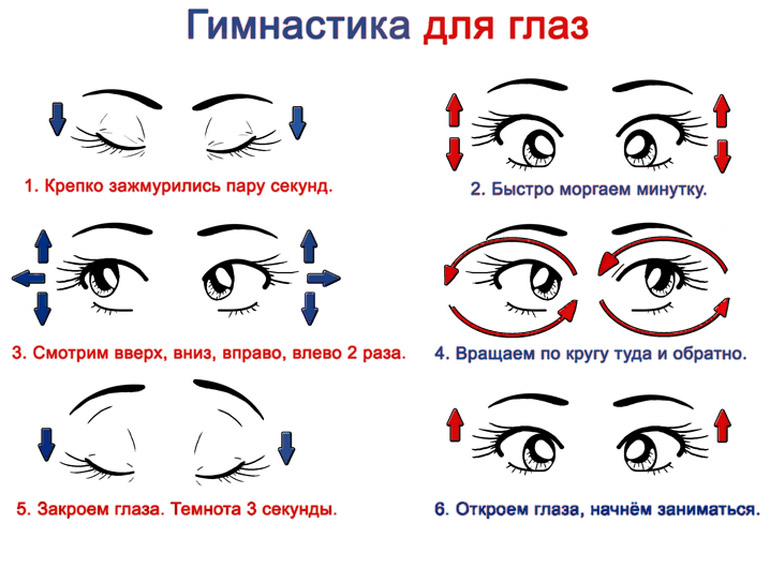 Гимнастика для глаз
1. Крепко зажмурились пару секунд.
2. Быстро моргаем минутку.
3. Смотрим вверх, вниз, вправо, влево 2 раза.
4. Вращаем по кругу туда и обратно.
5. Закроем глаза. Темнота 3 секунды.
6. Откроем глаза, начнём заниматься.